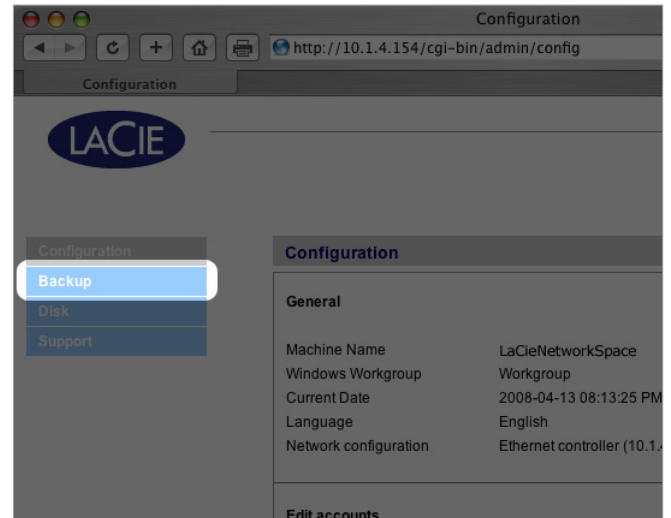 Configuration
http://10.1.4.154/cgi-bin/admin/config
Configuration
LACIE
Configuration
Backup
Disk
Support
Configuration
General
Machine Name LaCieNetworkSpace
Windows Workgroup Workgroup
Current Date 2008-04-13 08:13:25 PM
Language English
Network configuration Ethernet controller (10.1.
Edit accounts